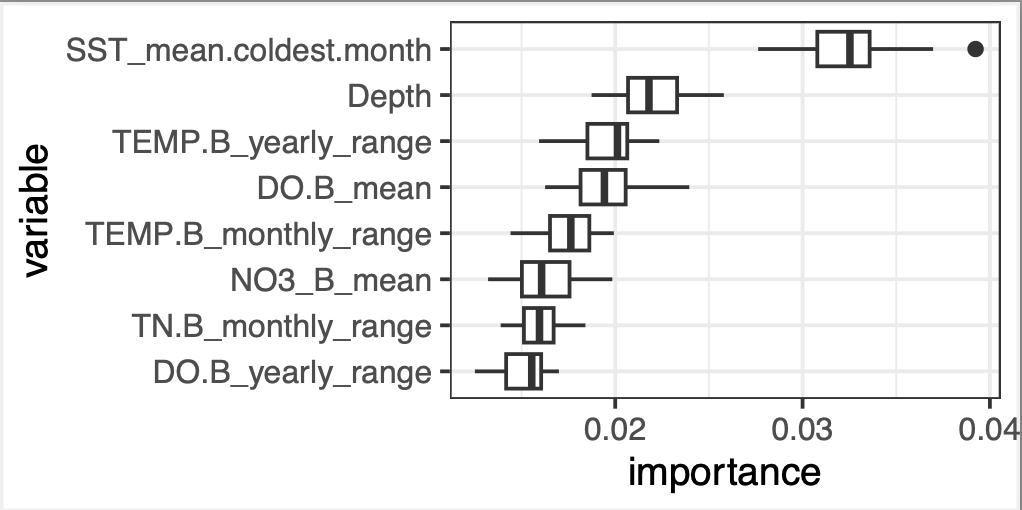 SST_mean.coldest.month
Depth
TEMP.B_yearly_range
DO.B_mean
TEMP.B_monthly_range
NO3_B_mean
TN.B_monthly_range
DO.B_yearly_range
variable
0.02 0.03 0.04
importance